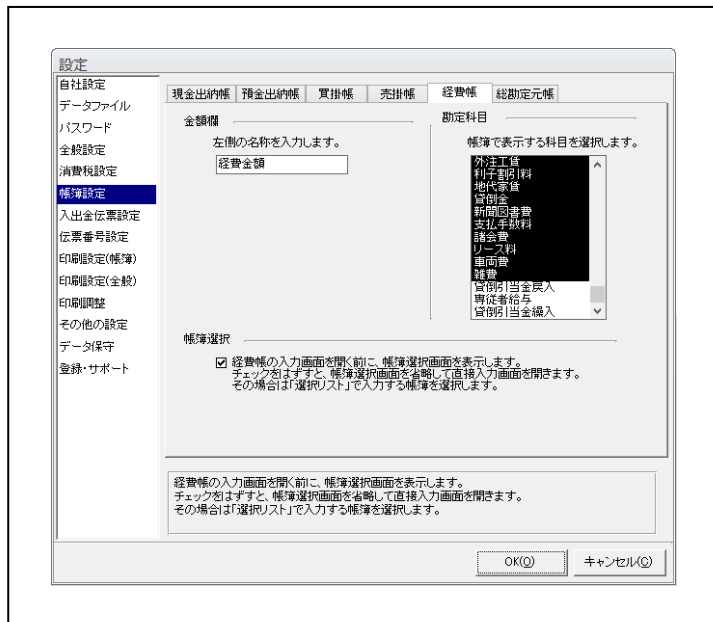 設定
自社設定
データファイル
パスワード
全般設定
消費税設定
帳簿設定
入出金伝票設定
伝票番号設定
印刷設定(帳簿)
印刷設定(全般)
印刷調整
その他の設定
データ保守
登録・サポート
現金出納帳 預金出納帳 買掛帳 売掛帳 経費帳 総勘定元帳
金額欄
左側の名称を入力します。
経費金額
勘定科目
帳簿で表示する科目を選択します。
外注工賃
利子割引料
地代家賃
貸倒金
新聞図書費
支払手数料
諸会費
リース料
車両費
雑費
貸倒引当金戻入
専従者給与
貸倒引当金繰入
帳簿選択
経費帳の入力画面を開く前に、帳簿選択画面を表示します。
チェックをはずすと、帳簿選択画面を省略して直接入力画面を開きます。
その場合は「選択リスト」で入力する帳簿を選択します。
経費帳の入力画面を開く前に、帳簿選択画面を表示します。
チェックをはずすと、帳簿選択画面を省略して直接入力画面を開きます。
その場合は「選択リスト」で入力する帳簿を選択します。
OK(O) キャンセル(C)